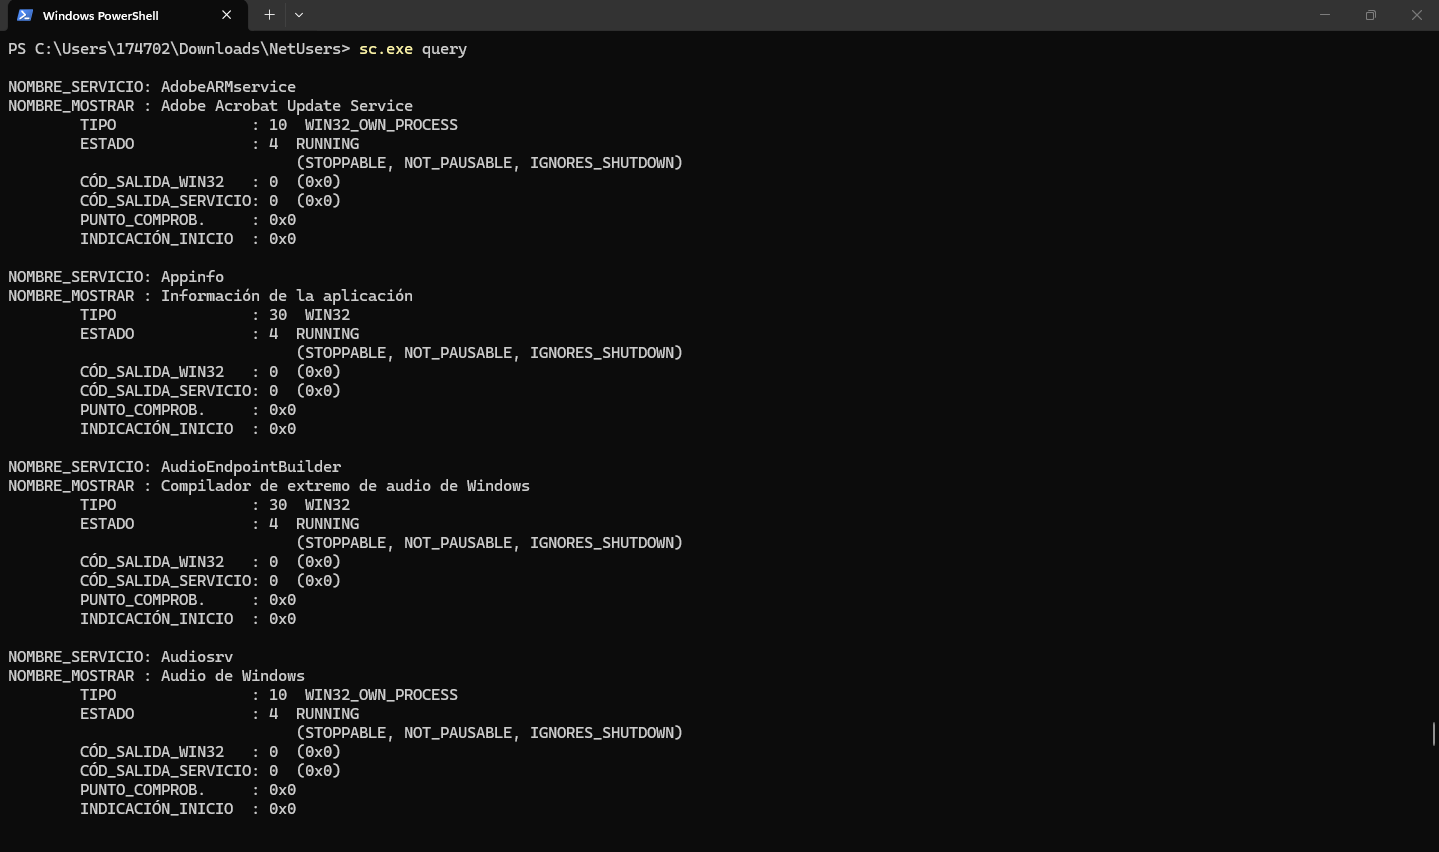 Windows PowerShell
PS C:\Users\174702\Downloads\NetUsers> sc.exe query
NOMBRE_SERVICIO: AdobeARMservice
NOMBRE_MOSTRAR : Adobe Acrobat Update Service
        TIPO               : 10  WIN32_OWN_PROCESS
        ESTADO             : 4  RUNNING
                                (STOPPABLE, NOT_PAUSABLE, IGNORES_SHUTDOWN)
        CÓD_SALIDA_WIN32   : 0  (0x0)
        CÓD_SALIDA_SERVICIO: 0  (0x0)
        PUNTO_COMPROB.     : 0x0
        INDICACIÓN_INICIO  : 0x0
NOMBRE_SERVICIO: Appinfo
NOMBRE_MOSTRAR : Información de la aplicación
        TIPO               : 30  WIN32
        ESTADO             : 4  RUNNING
                                (STOPPABLE, NOT_PAUSABLE, IGNORES_SHUTDOWN)
        CÓD_SALIDA_WIN32   : 0  (0x0)
        CÓD_SALIDA_SERVICIO: 0  (0x0)
        PUNTO_COMPROB.     : 0x0
        INDICACIÓN_INICIO  : 0x0
NOMBRE_SERVICIO: AudioEndpointBuilder
NOMBRE_MOSTRAR : Compilador de extremo de audio de Windows
        TIPO               : 30  WIN32
        ESTADO             : 4  RUNNING
                                (STOPPABLE, NOT_PAUSABLE, IGNORES_SHUTDOWN)
        CÓD_SALIDA_WIN32   : 0  (0x0)
        CÓD_SALIDA_SERVICIO: 0  (0x0)
        PUNTO_COMPROB.     : 0x0
        INDICACIÓN_INICIO  : 0x0
NOMBRE_SERVICIO: Audiosrv
NOMBRE_MOSTRAR : Audio de Windows
        TIPO               : 10  WIN32_OWN_PROCESS
        ESTADO             : 4  RUNNING
                                (STOPPABLE, NOT_PAUSABLE, IGNORES_SHUTDOWN)
        CÓD_SALIDA_WIN32   : 0  (0x0)
        CÓD_SALIDA_SERVICIO: 0  (0x0)
        PUNTO_COMPROB.     : 0x0
        INDICACIÓN_INICIO  : 0x0